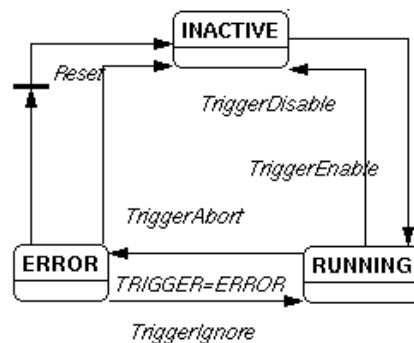 INACTIVE
Reset
TriggerDisable
TriggerEnable
TriggerAbort
ERROR
RUNNING
TRIGGER=ERROR
TriggerIgnore